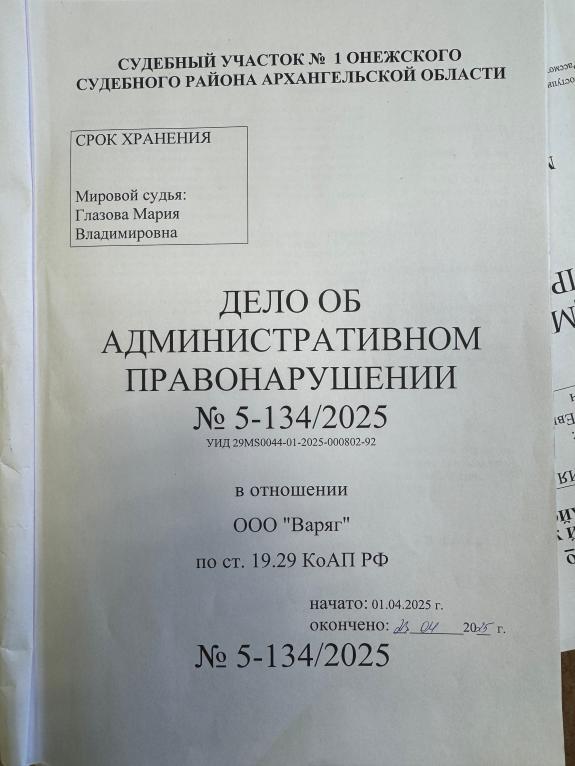 СУДЕБНЫЙ УЧАСТОК № 1 ОНЕЖСКОГО
СУДЕБНОГО РАЙОНА АРХАНГЕЛЬСКОЙ ОБЛАСТИ
СРОК ХРАНЕНИЯ
Мировой судья:
Глазова Мария
Владимировна
ДЕЛО ОБ
АДМИНИСТРАТИВНОМ
ПРАВОНАРУШЕНИИ
№ 5-134/2025
УИД 29MS0044-01-2025-000802-92
в отношении
ООО "Варяг"
по ст. 19.29 КоАП РФ
начато: 01.04.2025 г.
окончено: 23 04 2025 г.
№ 5-134/2025